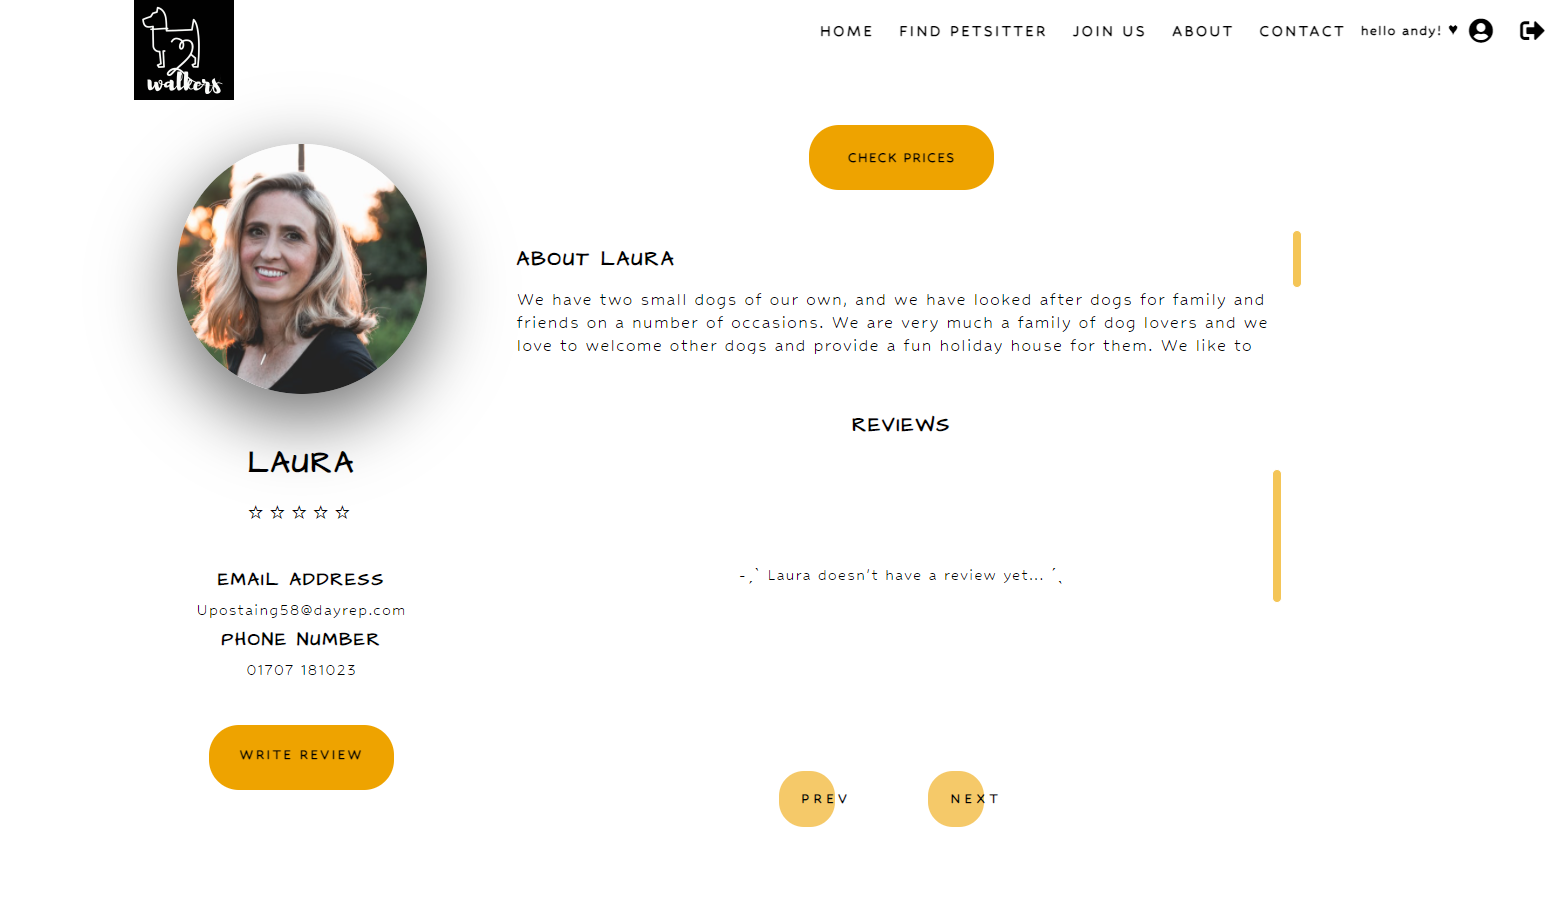 walkers
HOME FIND PETSITTER JOIN US ABOUT CONTACT hello andy! ♥
CHECK PRICES
ABOUT LAURA
We have two small dogs of our own, and we have looked after dogs for family and
friends on a number of occasions. We are very much a family of dog lovers and we
love to welcome other dogs and provide a fun holiday house for them. We like to
REVIEWS
-ˏ` Laura doesn't have a review yet... ´ˎ
LAURA
☆ ☆ ☆ ☆ ☆
EMAIL ADDRESS
Upostaing58@dayrep.com
PHONE NUMBER
01707 181023
WRITE REVIEW
PREV NEXT